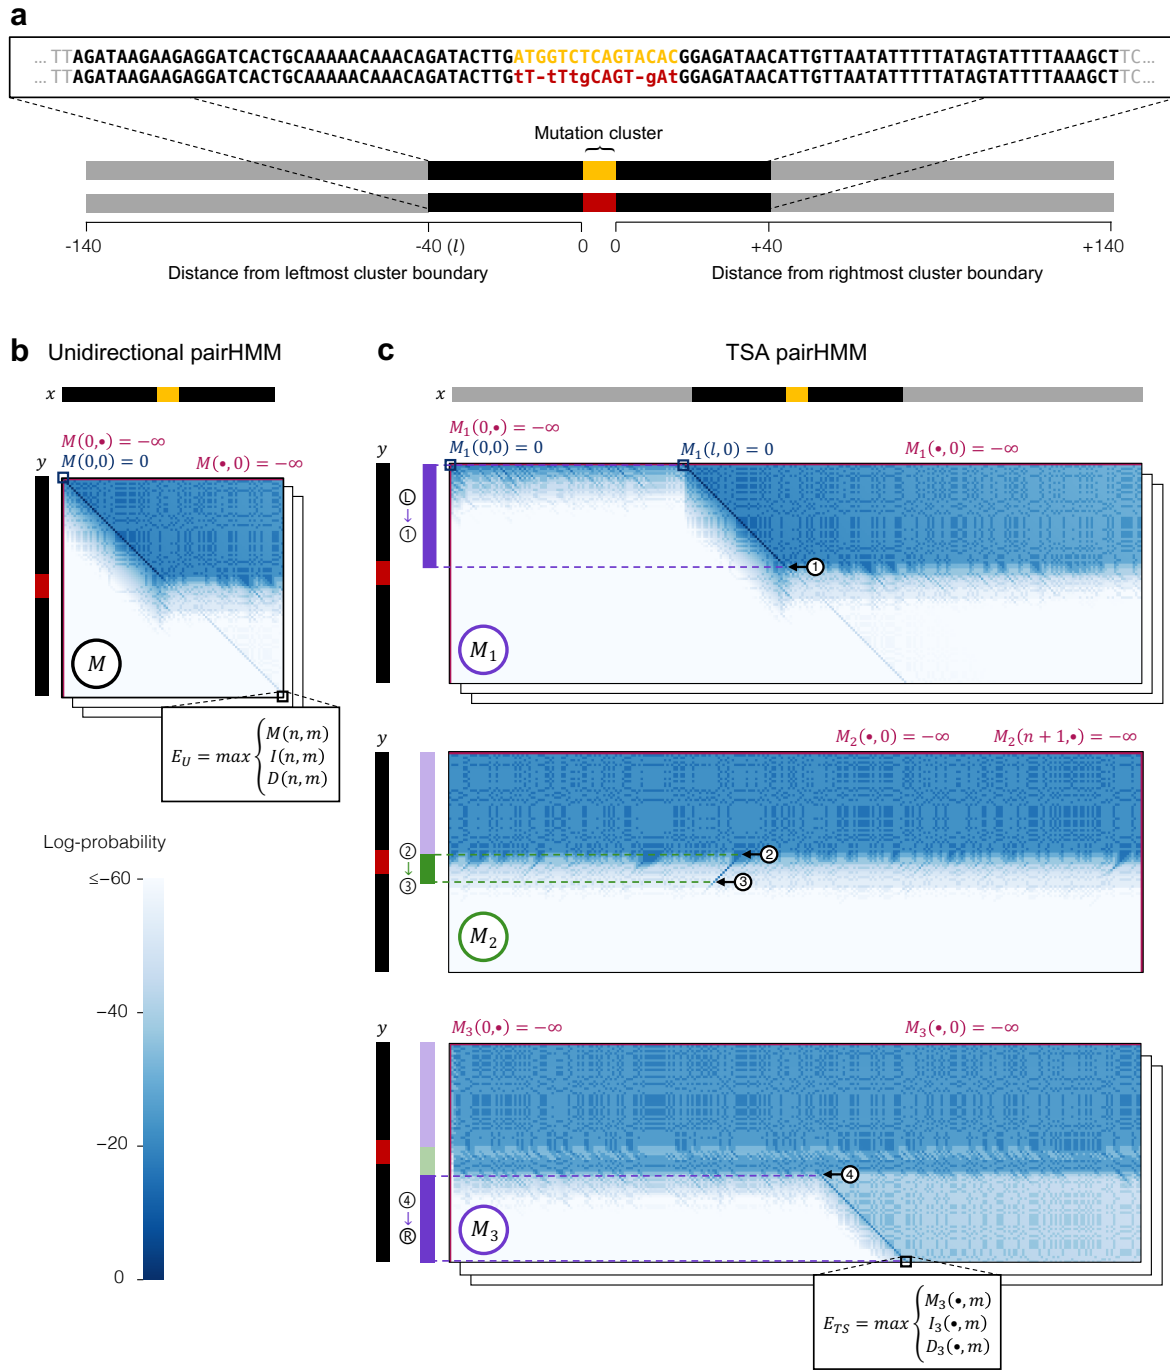 a
... TTAGATAAGAAGAGGATCACTGCAAAAACAAACAGATACTTGATGGTCTCAGTACACGGAGATAACATTGTTAATATTTTTATAGTATTTTAAAGCTTC...
... TTAGATAAGAAGAGGATCACTGCAAAAACAAACAGATACTTGtT-tTtgCAGT-gAtGGAGATAACATTGTTAATATTTTTATAGTATTTTAAAGCTTC...
Mutation cluster
-140 -40 (l) 0 0 +40 +140
Distance from leftmost cluster boundary Distance from rightmost cluster boundary
b Unidirectional pairHMM
x
M(0,•) = −∞
y M(0,0) = 0 M(•,0) = −∞
M
E_U = max { M(n,m)
I(n,m)
D(n,m)
Log-probability
≤−60
−40
−20
0
c TSA pairHMM
x
M₁(0,•) = −∞
y M₁(0,0) = 0 M₁(l,0) = 0 M₁(•,0) = −∞
Ⓛ
↓
①
①
M₁
y M₂(•,0) = −∞ M₂(n+1,•) = −∞
②
↓
③
②
③
M₂
y M₃(0,•) = −∞ M₃(•,0) = −∞
④
④
↓
Ⓡ
M₃
E_TS = max { M₃(•,m)
I₃(•,m)
D₃(•,m)